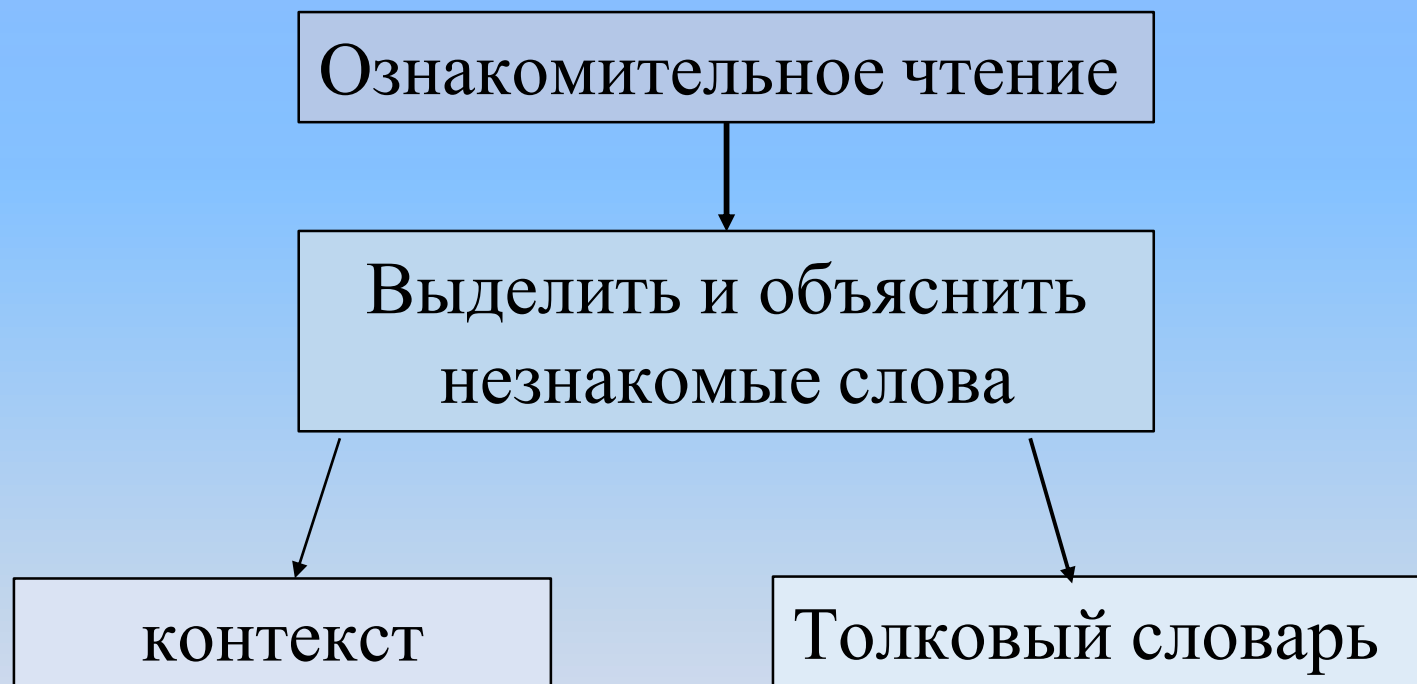 Ознакомительное чтение
Выделить и объяснить
незнакомые слова
контекст
Толковый словарь